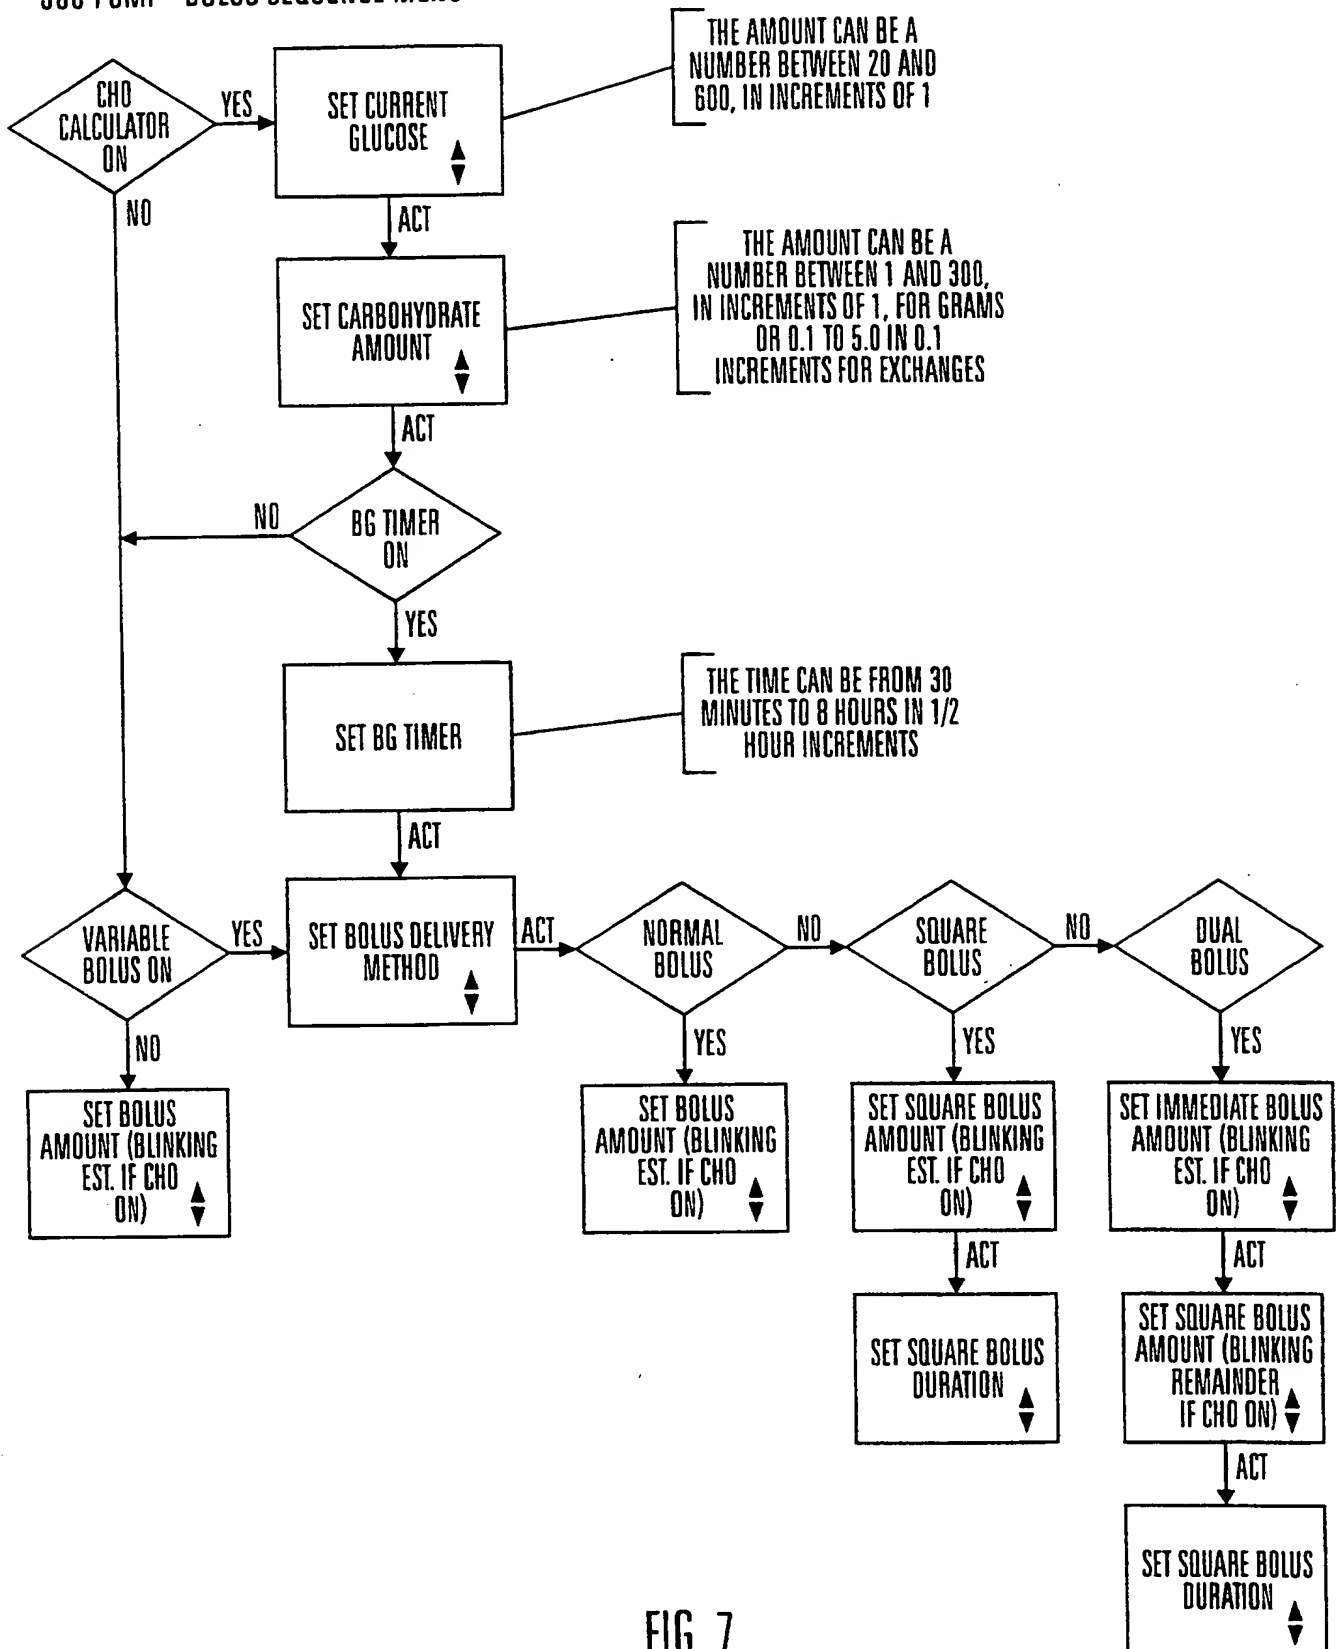 CHO
CALCULATOR
ON
YES
NO
SET CURRENT
GLUCOSE
THE AMOUNT CAN BE A
NUMBER BETWEEN 20 AND
600, IN INCREMENTS OF 1
ACT
SET CARBOHYDRATE
AMOUNT
THE AMOUNT CAN BE A
NUMBER BETWEEN 1 AND 300,
IN INCREMENTS OF 1, FOR GRAMS
OR 0.1 TO 5.0 IN 0.1
INCREMENTS FOR EXCHANGES
ACT
NO
BG TIMER
ON
YES
SET BG TIMER
THE TIME CAN BE FROM 30
MINUTES TO 8 HOURS IN 1/2
HOUR INCREMENTS
ACT
VARIABLE
BOLUS ON
YES
SET BOLUS DELIVERY
METHOD
ACT
NORMAL
BOLUS
NO
SQUARE
BOLUS
NO
DUAL
BOLUS
NO
YES
YES
YES
SET BOLUS
AMOUNT (BLINKING
EST. IF CHO
ON)
SET BOLUS
AMOUNT (BLINKING
EST. IF CHO
ON)
SET SQUARE BOLUS
AMOUNT (BLINKING
EST. IF CHO
ON)
SET IMMEDIATE BOLUS
AMOUNT (BLINKING
EST. IF CHO
ON)
ACT
ACT
SET SQUARE BOLUS
DURATION
SET SQUARE BOLUS
AMOUNT (BLINKING
REMAINDER
IF CHO ON)
ACT
SET SQUARE BOLUS
DURATION
FIG. 7